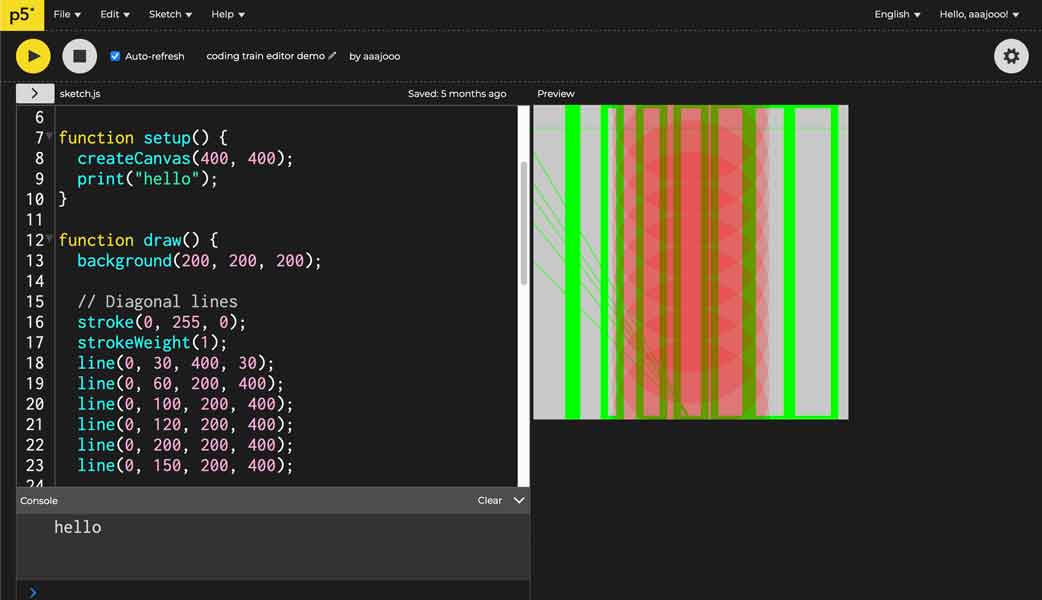 p5* File Edit Sketch Help English Hello, aaajooo!
Auto-refresh coding train editor demo by aaajooo
> sketch.js Saved: 5 months ago Preview
6
7 function setup() {
8 createCanvas(400, 400);
9 print("hello");
10 }
11
12 function draw() {
13 background(200, 200, 200);
14
15 // Diagonal lines
16 stroke(0, 255, 0);
17 strokeWeight(1);
18 line(0, 30, 400, 30);
19 line(0, 60, 200, 400);
20 line(0, 100, 200, 400);
21 line(0, 120, 200, 400);
22 line(0, 200, 200, 400);
23 line(0, 150, 200, 400);
24
Console Clear
hello
>